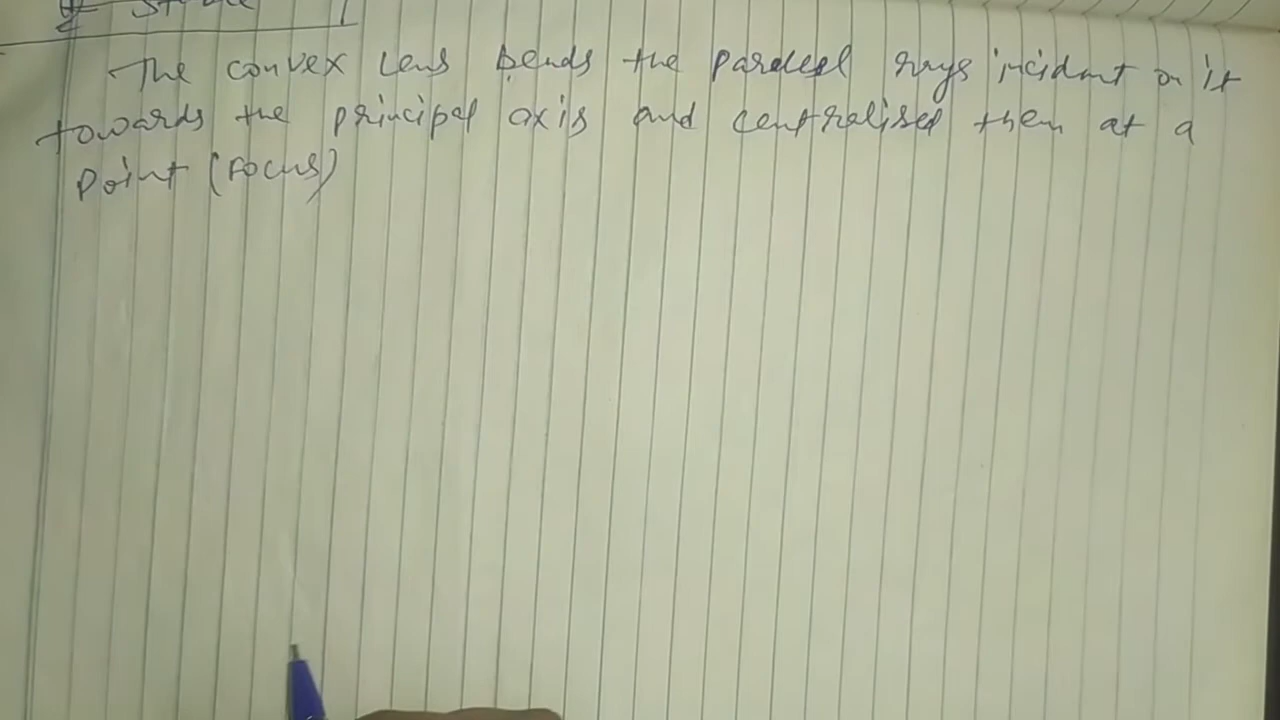 The convex lens bends the parallel rays incident on it
towards the principal axis and centralised them at a
point (Focus)